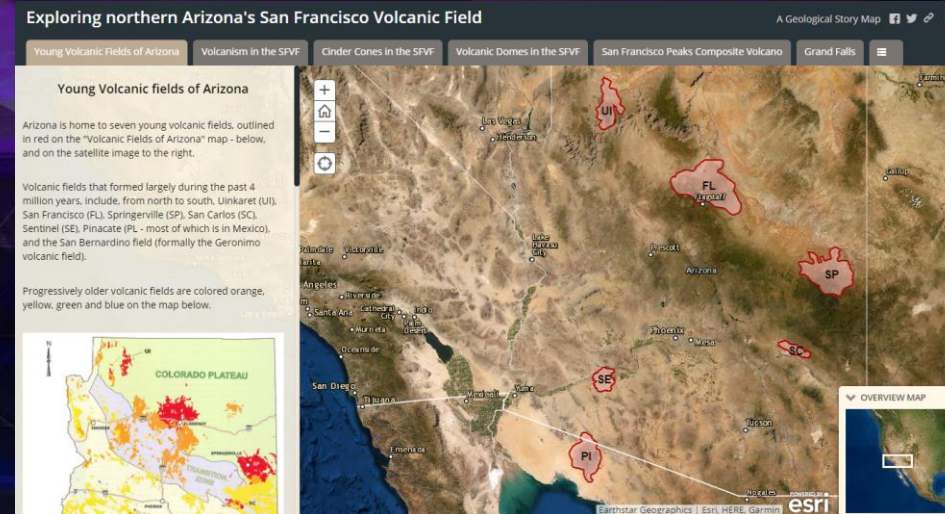 Exploring northern Arizona's San Francisco Volcanic Field
A Geological Story Map
Young Volcanic Fields of Arizona
Volcanism in the SFVF
Cinder Cones in the SFVF
Volcanic Domes in the SFVF
San Francisco Peaks Composite Volcano
Grand Falls
Young Volcanic fields of Arizona
Arizona is home to seven young volcanic fields, outlined
in red on the "Volcanic Fields of Arizona" map - below,
and on the satellite image to the right.
Volcanic fields that formed largely during the past 4
million years, include, from north to south, Uinkaret (UI),
San Francisco (FL), Springerville (SP), San Carlos (SC),
Sentinel (SE), Pinacate (PL - most of which is in Mexico),
and the San Bernardino field (formally the Geronimo
volcanic field).
Progressively older volcanic fields are colored orange,
yellow, green and blue on the map below.
N
UI
COLORADO PLATEAU
SPRINGERVILLE
TRANSITION
ZONE
PHOENIX
+
−
UI
Las Vegas
Henderson
Gallup
FL
Flagstaff
Lake
Havasu
City
Prescott
Arizona
SP
Victorville
Angeles
Riverside
Santa Ana
Cathedral
City
Indio
Palm
Desert
Murrieta
Oceanside
Phoenix
Mesa
SC
San Diego
Tijuana
Mexicali
Yuma
SE
Tucson
Ensenada
PI
Nogales
OVERVIEW MAP
POWERED BY
esri
Earthstar Geographics | Esri, HERE, Garmin